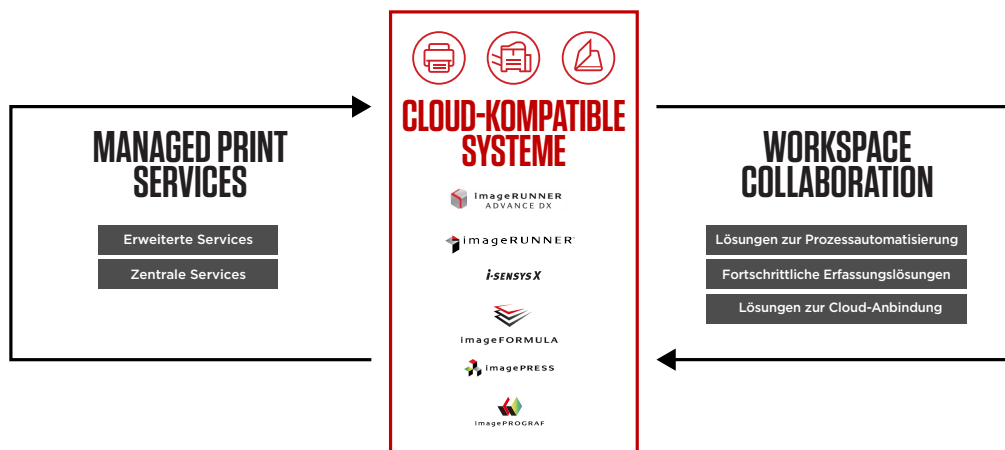 MANAGED PRINT
SERVICES
Erweiterte Services
Zentrale Services
CLOUD-KOMPATIBLE
SYSTEME
imageRUNNER
ADVANCE DX
imageRUNNER
i-SENSYS X
imageFORMULA
imagePRESS
imagePROGRAF
WORKSPACE
COLLABORATION
Lösungen zur Prozessautomatisierung
Fortschrittliche Erfassungslösungen
Lösungen zur Cloud-Anbindung